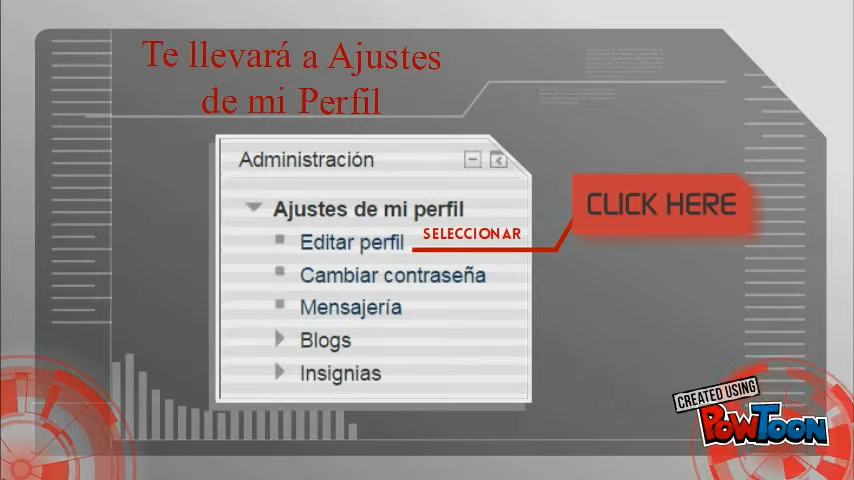 Te llevará a Ajustes
de mi Perfil
Administración
Ajustes de mi perfil
Editar perfil
SELECCIONAR
CLICK HERE
Cambiar contraseña
Mensajería
Blogs
Insignias
CREATED USING
POWTOON